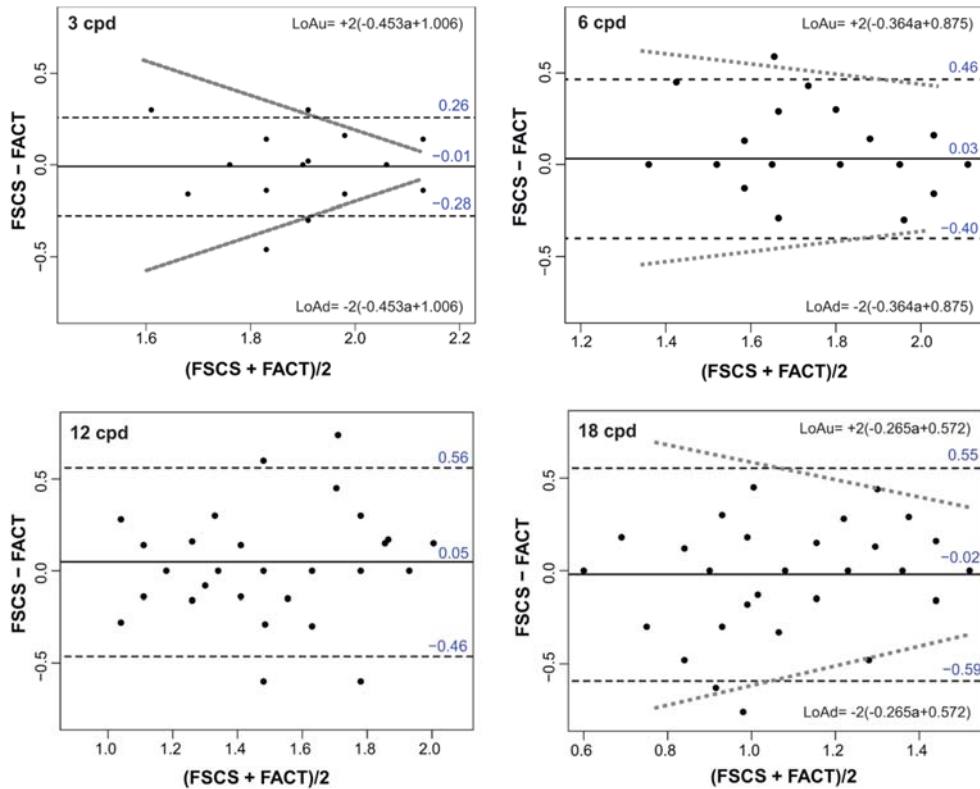 3 cpd
LoAu= +2(-0.453a+1.006)
0.26
−0.01
−0.28
LoAd= -2(-0.453a+1.006)
FSCS − FACT
0.5
0.0
−0.5
1.6 1.8 2.0 2.2
(FSCS + FACT)/2
6 cpd
LoAu= +2(-0.364a+0.875)
0.46
0.03
−0.40
LoAd= -2(-0.364a+0.875)
FSCS − FACT
0.5
0.0
−0.5
1.2 1.4 1.6 1.8 2.0
(FSCS + FACT)/2
12 cpd
0.56
0.05
−0.46
FSCS − FACT
0.5
0.0
−0.5
1.0 1.2 1.4 1.6 1.8 2.0
(FSCS + FACT)/2
18 cpd
LoAu= +2(-0.265a+0.572)
0.55
−0.02
−0.59
LoAd= -2(-0.265a+0.572)
FSCS − FACT
0.5
0.0
−0.5
0.6 0.8 1.0 1.2 1.4
(FSCS + FACT)/2